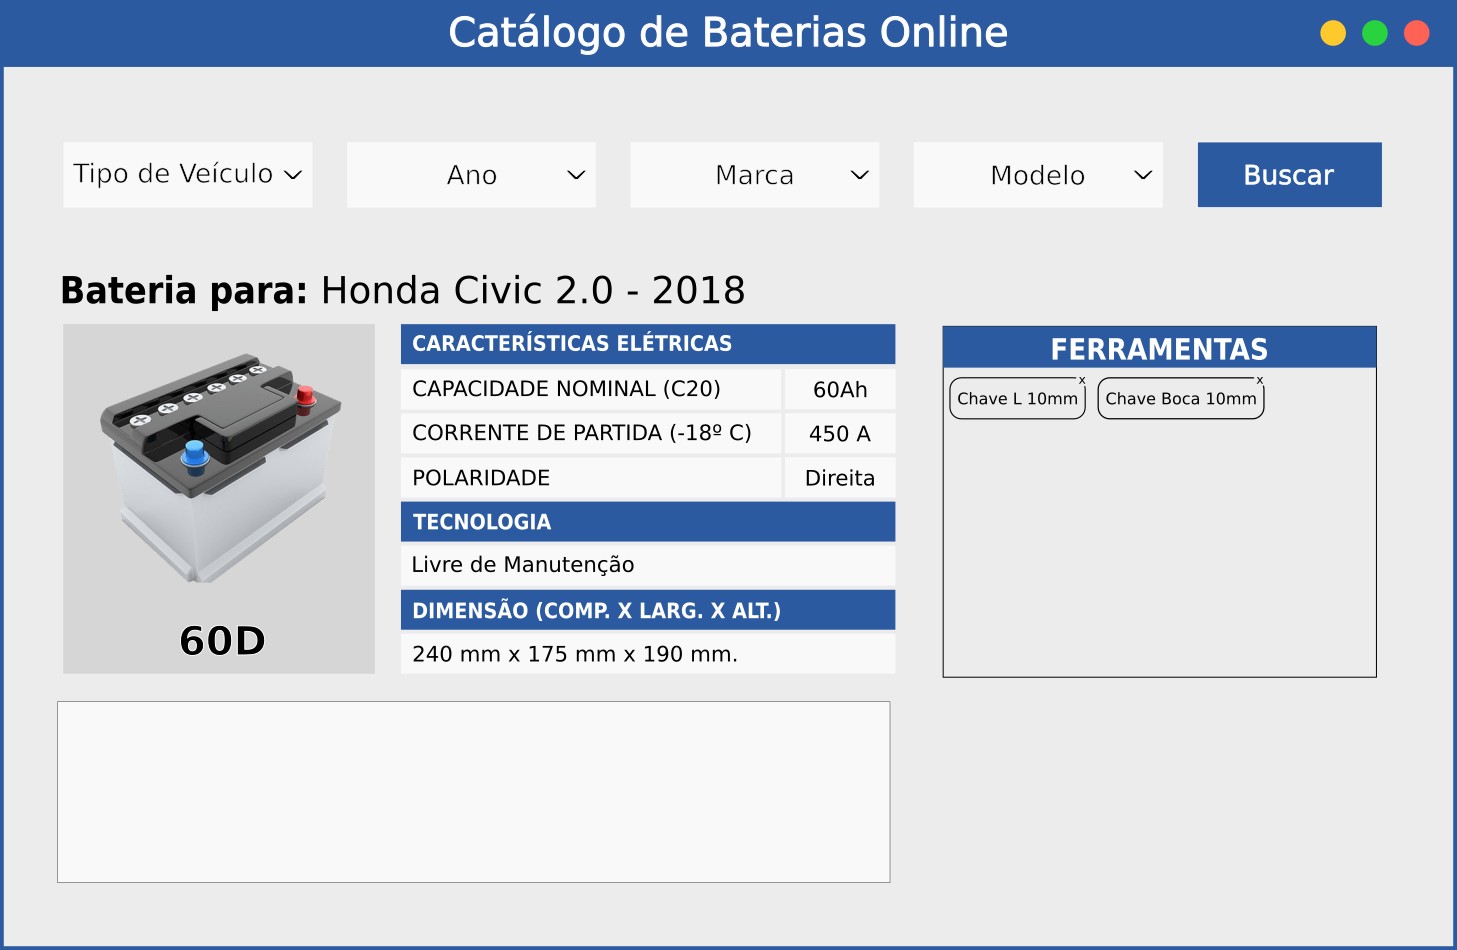 Catálogo de Baterias Online
Tipo de Veículo
Ano
Marca
Modelo
Buscar
Bateria para: Honda Civic 2.0 - 2018
60D
CARACTERÍSTICAS ELÉTRICAS
CAPACIDADE NOMINAL (C20) 60Ah
CORRENTE DE PARTIDA (-18º C) 450 A
POLARIDADE Direita
TECNOLOGIA
Livre de Manutenção
DIMENSÃO (COMP. X LARG. X ALT.)
240 mm x 175 mm x 190 mm.
FERRAMENTAS
Chave L 10mm x
Chave Boca 10mm x